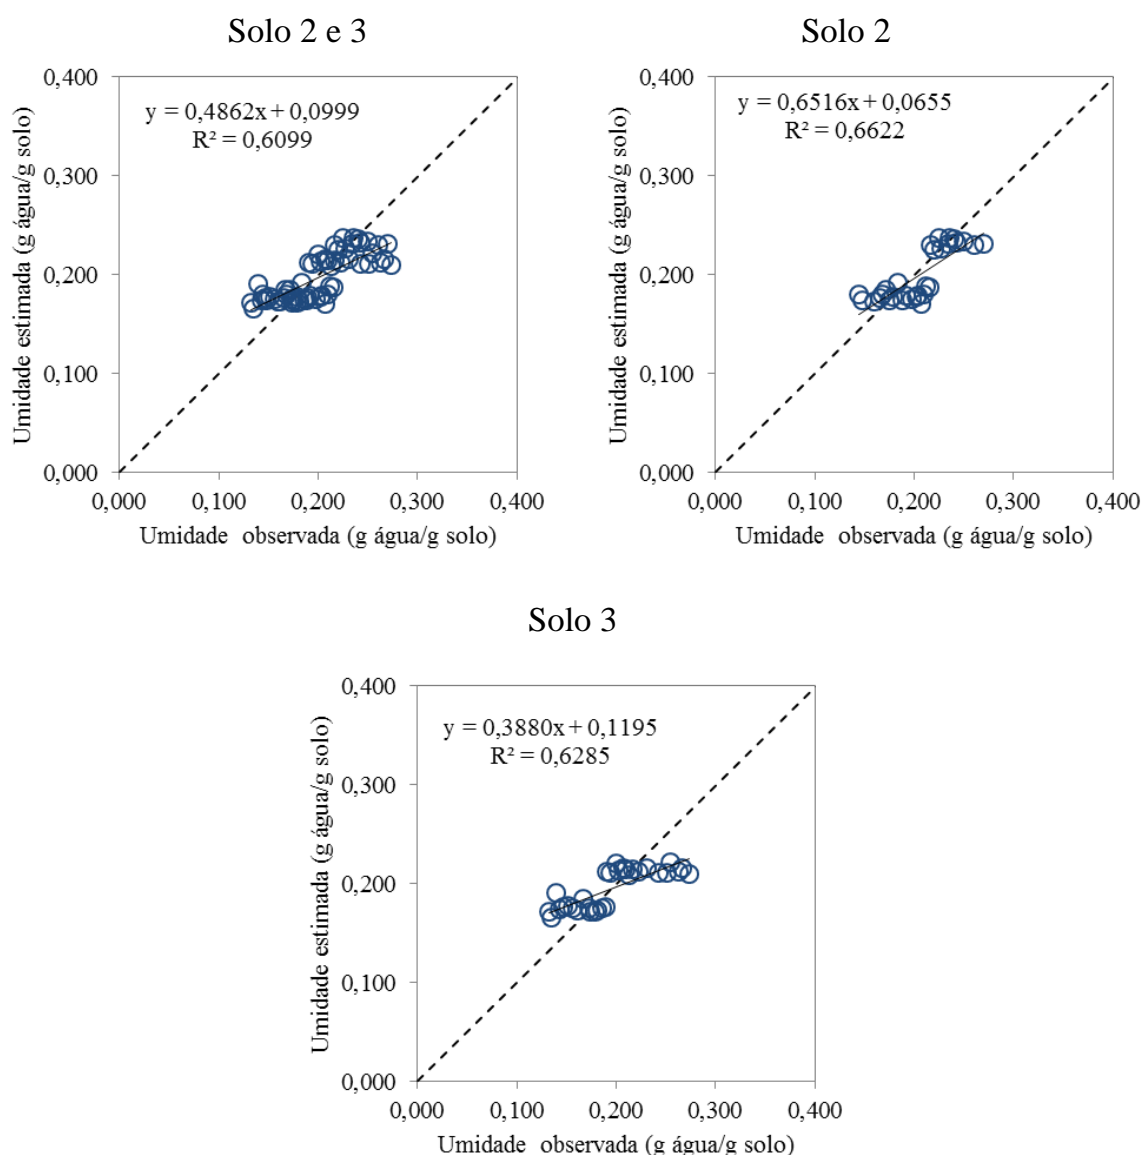 Solo 2 e 3
Umidade estimada (g água/g solo)
0,400
0,300
0,200
0,100
0,000
y = 0,4862x + 0,0999
R² = 0,6099
0,000 0,100 0,200 0,300 0,400
Umidade observada (g água/g solo)
Solo 2
Umidade estimada (g água/g solo)
0,400
0,300
0,200
0,100
0,000
y = 0,6516x + 0,0655
R² = 0,6622
0,000 0,100 0,200 0,300 0,400
Umidade observada (g água/g solo)
Solo 3
Umidade estimada (g água/g solo)
0,400
0,300
0,200
0,100
0,000
y = 0,3880x + 0,1195
R² = 0,6285
0,000 0,100 0,200 0,300 0,400
Umidade observada (g água/g solo)